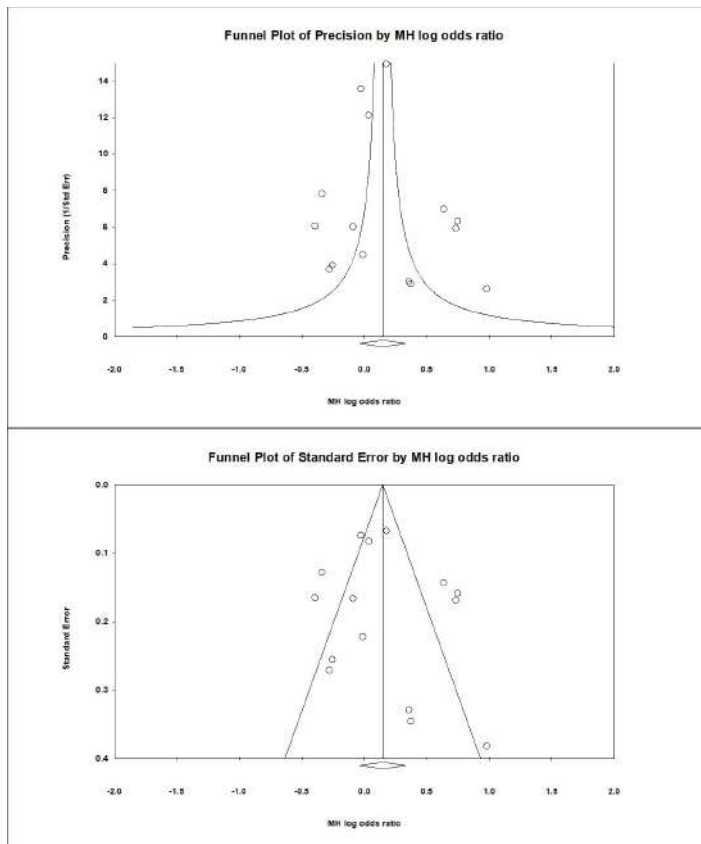 Funnel Plot of Precision by MH log odds ratio
14
12
10
8
6
4
2
0
Precision (1/Std Err)
-2.0 -1.5 -1.0 -0.5 0.0 0.5 1.0 1.5 2.0
MH log odds ratio
Funnel Plot of Standard Error by MH log odds ratio
0.0
0.1
0.2
0.3
0.4
Standard Error
-2.0 -1.5 -1.0 -0.5 0.0 0.5 1.0 1.5 2.0
MH log odds ratio